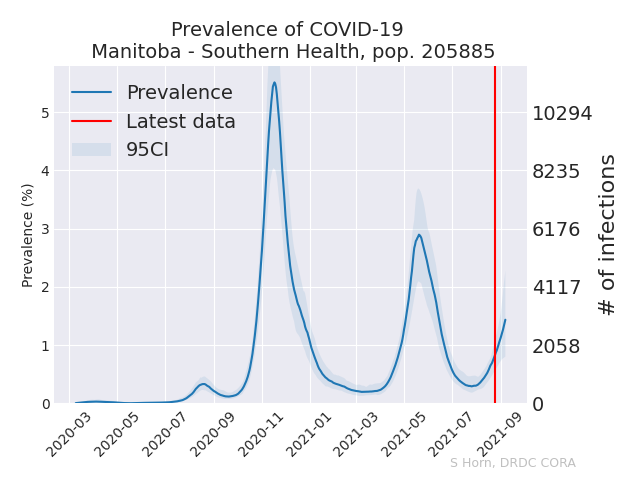 Prevalence of COVID-19
Manitoba - Southern Health, pop. 205885
Prevalence
Latest data
95CI
Prevalence (%)
5
4
3
2
1
0
10294
8235
6176
4117
2058
0
# of infections
2020-03
2020-05
2020-07
2020-09
2020-11
2021-01
2021-03
2021-05
2021-07
2021-09
S Horn, DRDC CORA